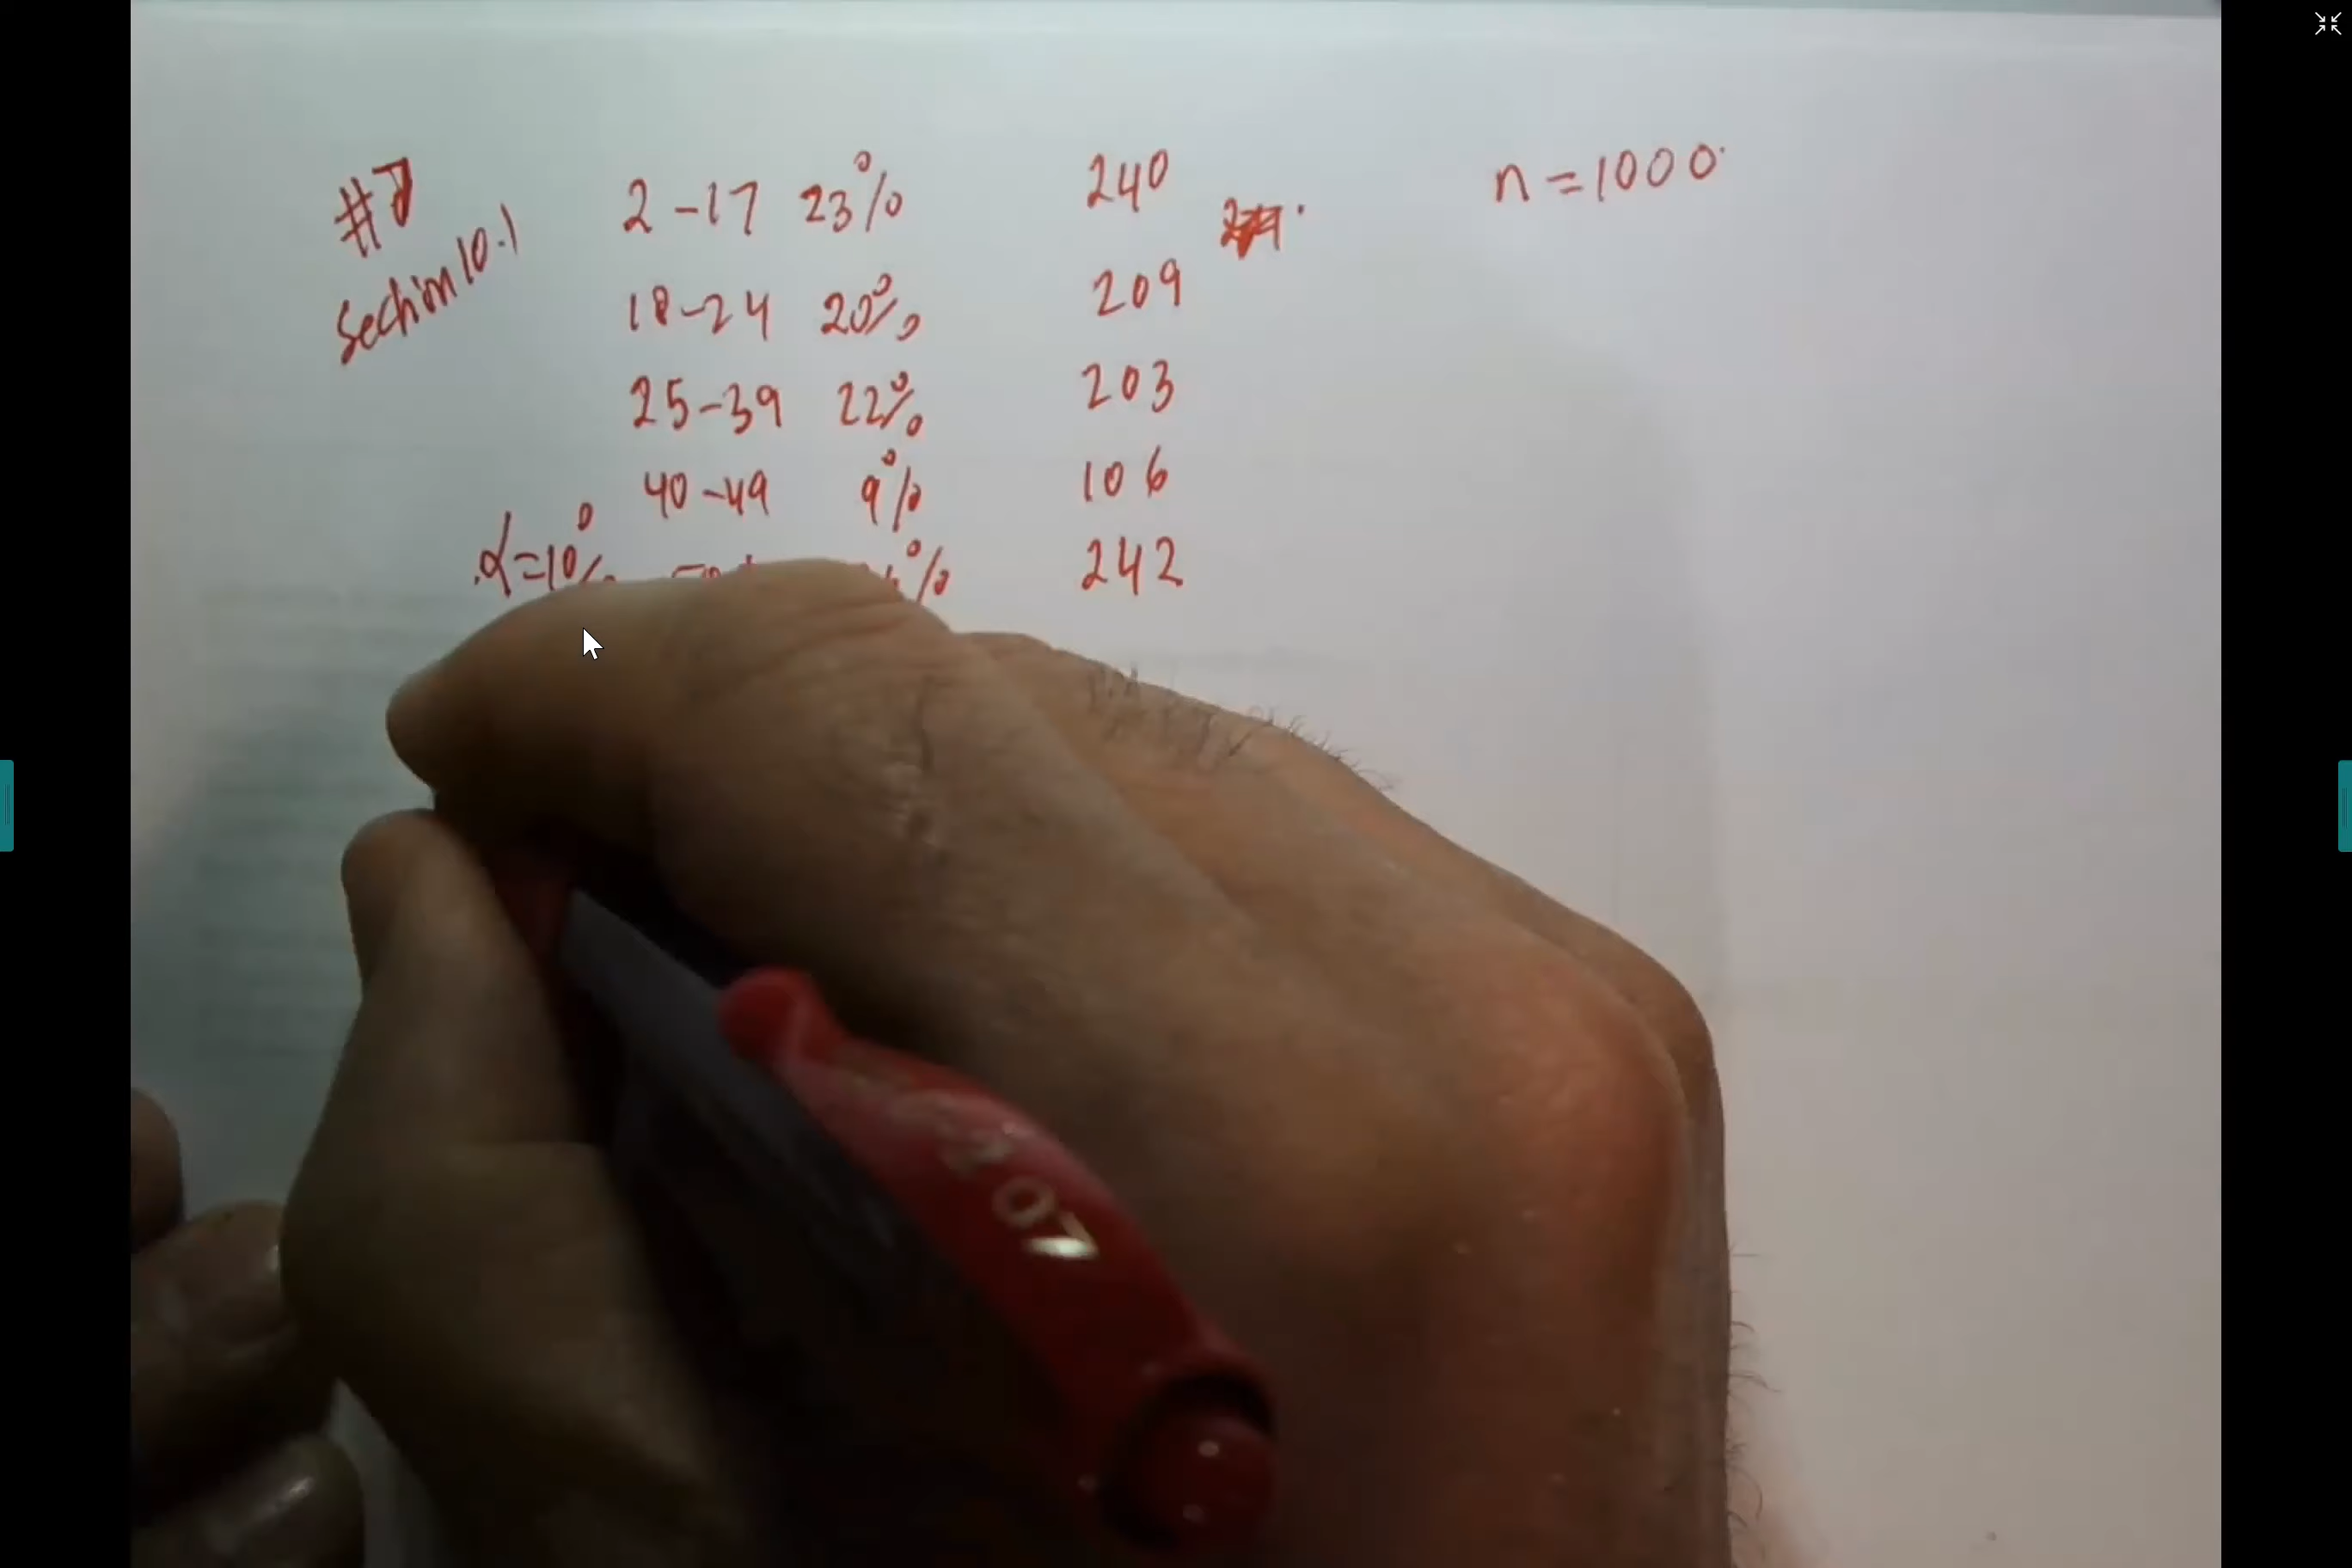 #7
Section 10.1
2-17 23% 240
n = 1000
18-24 20% 209
25-39 22% 203
40-49 9% 106
α=10% % 242
07